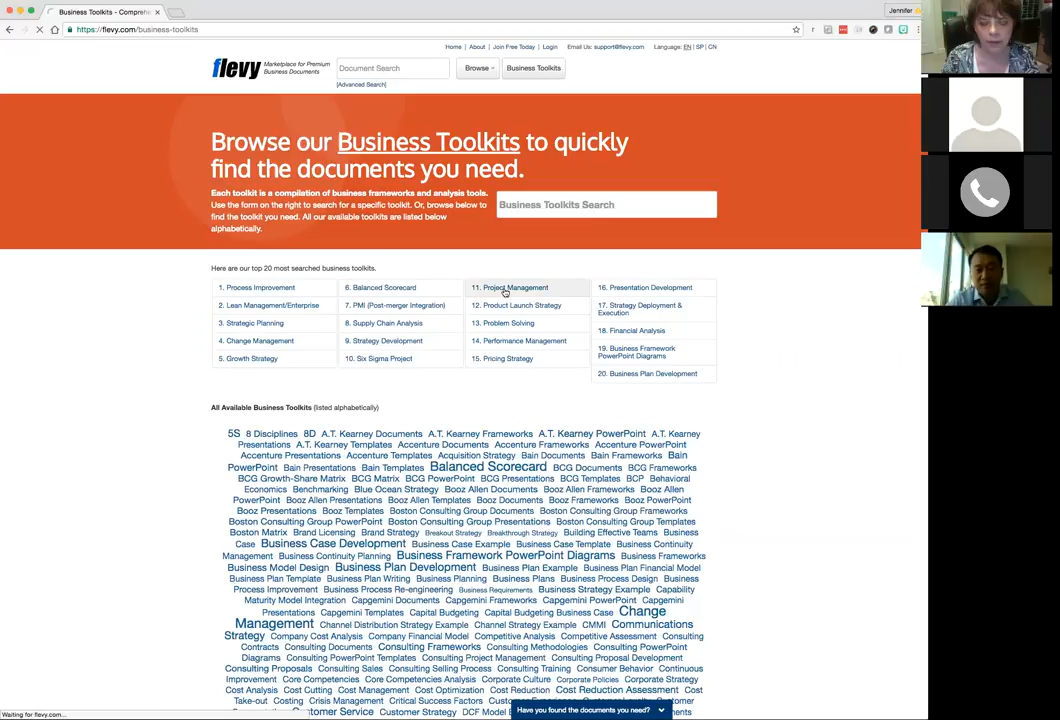 Business Toolkits - Compreh
Jennifer
https://flevy.com/business-toolkits
Home | About | Join Free Today | Login Email Us: support@flevy.com Language: EN | SP | CN
flevy Marketplace for Premium
Business Documents
Document Search
Browse
Business Toolkits
[Advanced Search]
Browse our Business Toolkits to quickly
find the documents you need.
Each toolkit is a compilation of business frameworks and analysis tools.
Use the form on the right to search for a specific toolkit. Or, browse below to
find the toolkit you need. All our available toolkits are listed below
alphabetically.
Business Toolkits Search
Here are our top 20 most searched business toolkits.
1. Process Improvement
2. Lean Management/Enterprise
3. Strategic Planning
4. Change Management
5. Growth Strategy
6. Balanced Scorecard
7. PMI (Post-merger Integration)
8. Supply Chain Analysis
9. Strategy Development
10. Six Sigma Project
11. Project Management
12. Product Launch Strategy
13. Problem Solving
14. Performance Management
15. Pricing Strategy
16. Presentation Development
17. Strategy Deployment &
Execution
18. Financial Analysis
19. Business Framework
PowerPoint Diagrams
20. Business Plan Development
All Available Business Toolkits (listed alphabetically)
5S 8 Disciplines 8D A.T. Kearney Documents A.T. Kearney Frameworks A.T. Kearney PowerPoint A.T. Kearney
Presentations A.T. Kearney Templates Accenture Documents Accenture Frameworks Accenture PowerPoint
Accenture Presentations Accenture Templates Acquisition Strategy Bain Documents Bain Frameworks Bain
PowerPoint Bain Presentations Bain Templates Balanced Scorecard BCG Documents BCG Frameworks
BCG Growth-Share Matrix BCG Matrix BCG PowerPoint BCG Presentations BCG Templates BCP Behavioral
Economics Benchmarking Blue Ocean Strategy Booz Allen Documents Booz Allen Frameworks Booz Allen PowerPoint
Booz Allen Presentations Booz Allen Templates Booz Documents Booz Frameworks Booz PowerPoint
Booz Presentations Booz Templates Boston Consulting Group Documents Boston Consulting Group Frameworks
Boston Consulting Group PowerPoint Boston Consulting Group Presentations Boston Consulting Group Templates
Boston Matrix Brand Licensing Brand Strategy Breakout Strategy Breakthrough Strategy Building Effective Teams Business
Case Business Case Development Business Case Example Business Case Template Business Continuity
Management Business Continuity Planning Business Framework PowerPoint Diagrams Business Frameworks
Business Model Design Business Plan Development Business Plan Example Business Plan Financial Model
Business Plan Template Business Plan Writing Business Planning Business Plans Business Process Design Business
Process Improvement Business Process Re-engineering Business Requirements Business Strategy Example Capability
Maturity Model Integration Capgemini Documents Capgemini Frameworks Capgemini PowerPoint Capgemini
Presentations Capgemini Templates Capital Budgeting Capital Budgeting Business Case Change
Management Channel Distribution Strategy Example Channel Strategy Example CMMI Communications
Strategy Company Cost Analysis Company Financial Model Competitive Analysis Competitive Assessment Consulting
Contracts Consulting Documents Consulting Frameworks Consulting Methodologies Consulting PowerPoint
Diagrams Consulting PowerPoint Templates Consulting Project Management Consulting Proposal Development
Consulting Proposals Consulting Sales Consulting Selling Process Consulting Training Consumer Behavior Continuous
Improvement Core Competencies Core Competencies Analysis Corporate Culture Corporate Policies Corporate Strategy
Cost Analysis Cost Cutting Cost Management Cost Optimization Cost Reduction Cost Reduction Assessment Cost
Take-out Costing Crisis Management Critical Success Factors
Customer Service Customer Strategy DCF Model
Have you found the documents you need?
Waiting for flevy.com...